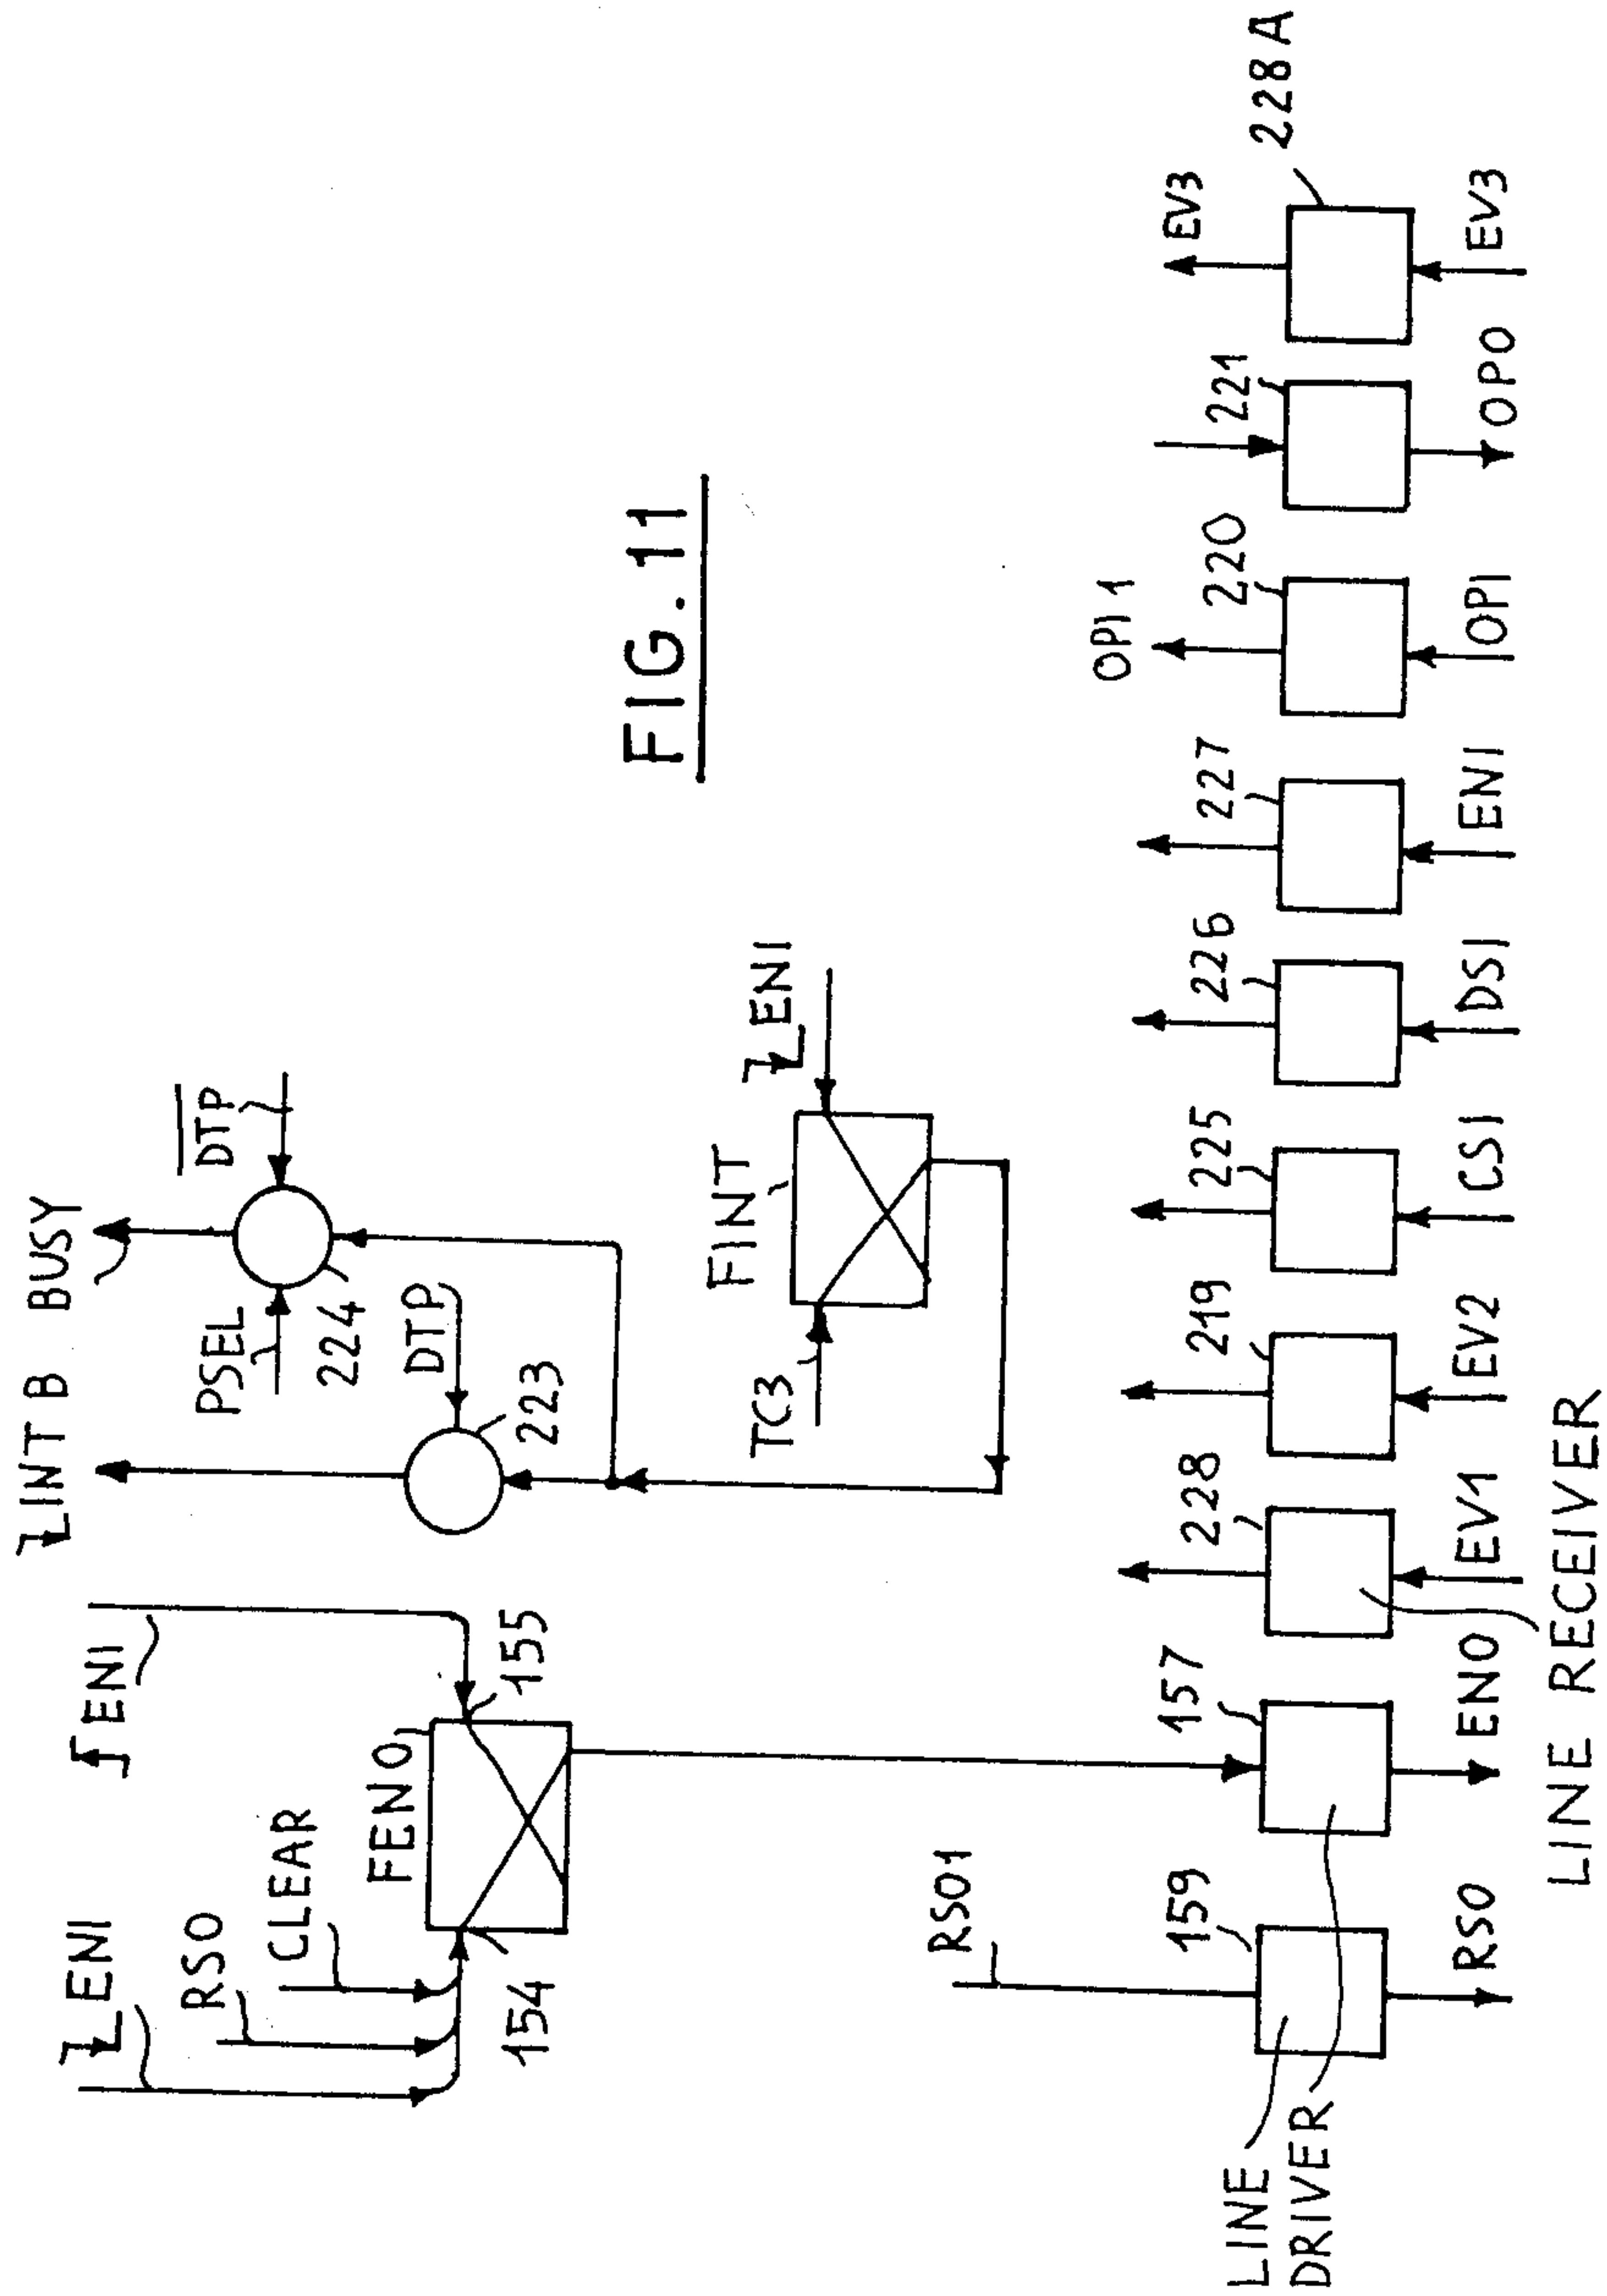 ENI
RSO
CLEAR
ENI
FENO
154
155
INT B
BUSY
PSEL
224
DTP
DTP
223
FINT
TC3
ENI
FIG.11
RSO1
159
157
228
219
225
226
227
OPI 1
220
221
EV3
228A
RSO
ENO
EV1
EV2
CSI
DSI
ENI
OPI
OPO
EV3
LINE
DRIVER
LINE RECEIVER